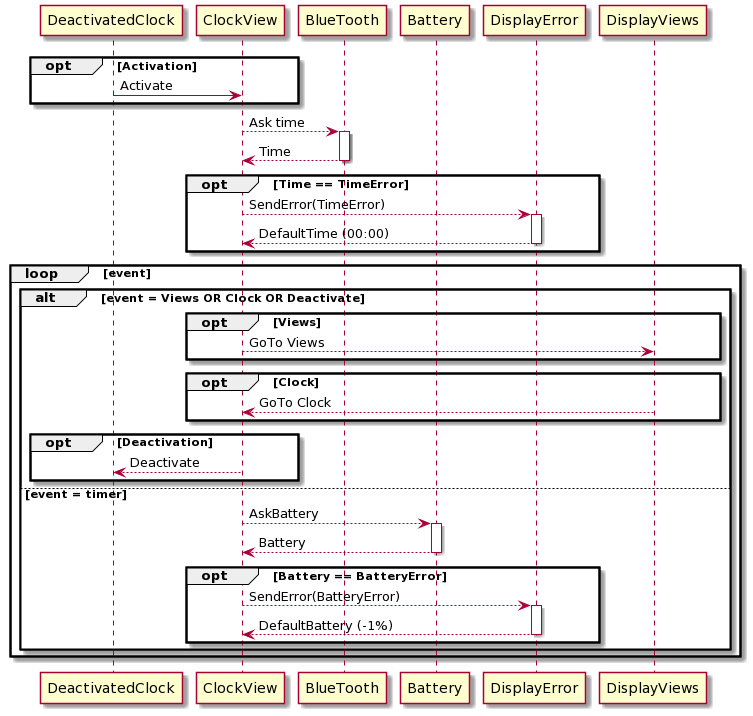 DeactivatedClock ClockView BlueTooth Battery DisplayError DisplayViews
opt [Activation]
Activate
Ask time
Time
opt [Time == TimeError]
SendError(TimeError)
DefaultTime (00:00)
loop [event]
alt [event = Views OR Clock OR Deactivate]
opt [Views]
GoTo Views
opt [Clock]
GoTo Clock
opt [Deactivation]
Deactivate
[event = timer]
AskBattery
Battery
opt [Battery == BatteryError]
SendError(BatteryError)
DefaultBattery (-1%)
DeactivatedClock ClockView BlueTooth Battery DisplayError DisplayViews